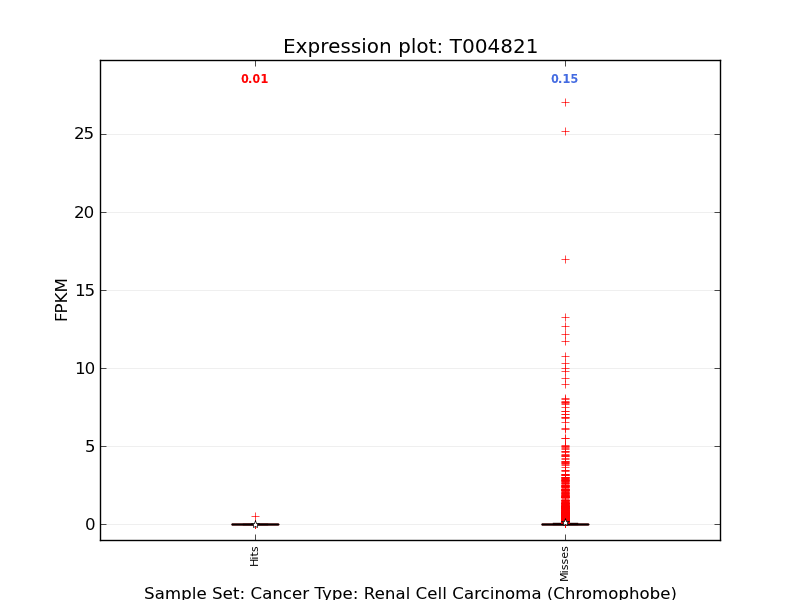 Expression plot: T004821
0.01
0.15
25
20
15
10
5
0
FPKM
Hits
Misses
Sample Set: Cancer Type: Renal Cell Carcinoma (Chromophobe)